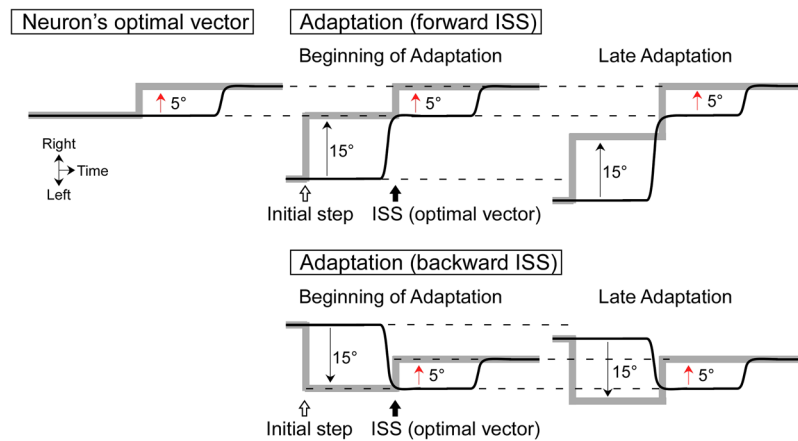 Neuron's optimal vector
Adaptation (forward ISS)
Beginning of Adaptation
Late Adaptation
5°
5°
5°
15°
15°
Right
Time
Left
Initial step
ISS (optimal vector)
Adaptation (backward ISS)
Beginning of Adaptation
Late Adaptation
15°
5°
15°
5°
Initial step
ISS (optimal vector)